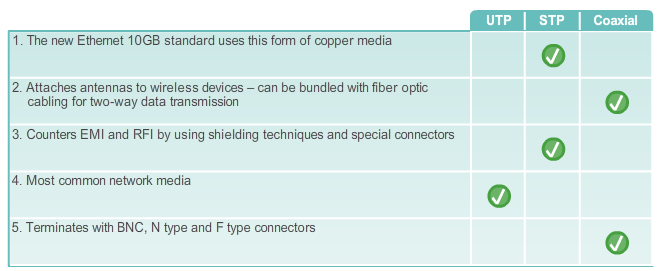 UTP STP Coaxial
1. The new Ethernet 10GB standard uses this form of copper media
2. Attaches antennas to wireless devices – can be bundled with fiber optic
cabling for two-way data transmission
3. Counters EMI and RFI by using shielding techniques and special connectors
4. Most common network media
5. Terminates with BNC, N type and F type connectors